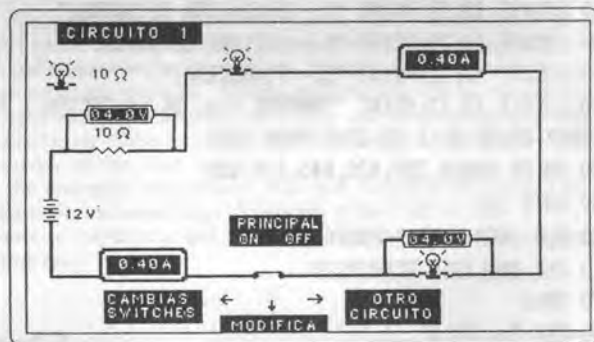 CIRCUITO 1
0.40A
10 Ω
04.0V
10 Ω
12 V
PRINCIPAL
ON OFF
04.0V
0.40A
CAMBIAS
SWITCHES
OTRO
CIRCUITO
MODIFICA